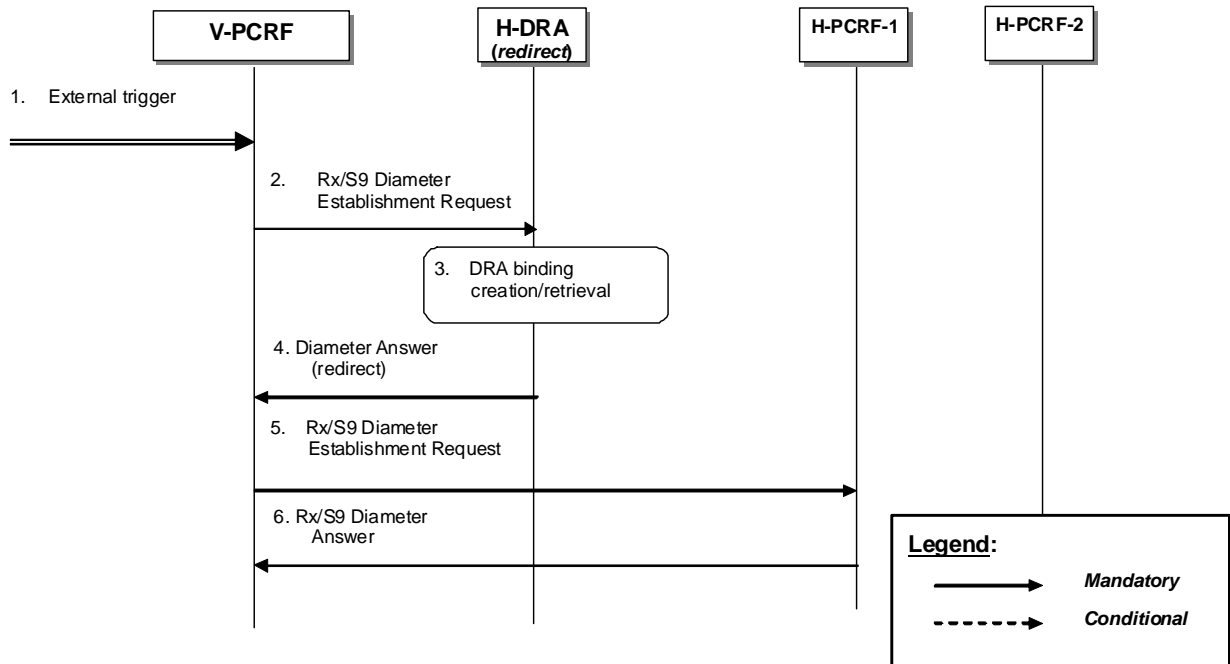 V-PCRF
H-DRA
(redirect)
H-PCRF-1
H-PCRF-2
1. External trigger
2. Rx/S9 Diameter
Establishment Request
3. DRA binding
creation/retrieval
4. Diameter Answer
(redirect)
5. Rx/S9 Diameter
Establishment Request
6. Rx/S9 Diameter
Answer
Legend:
Mandatory
Conditional